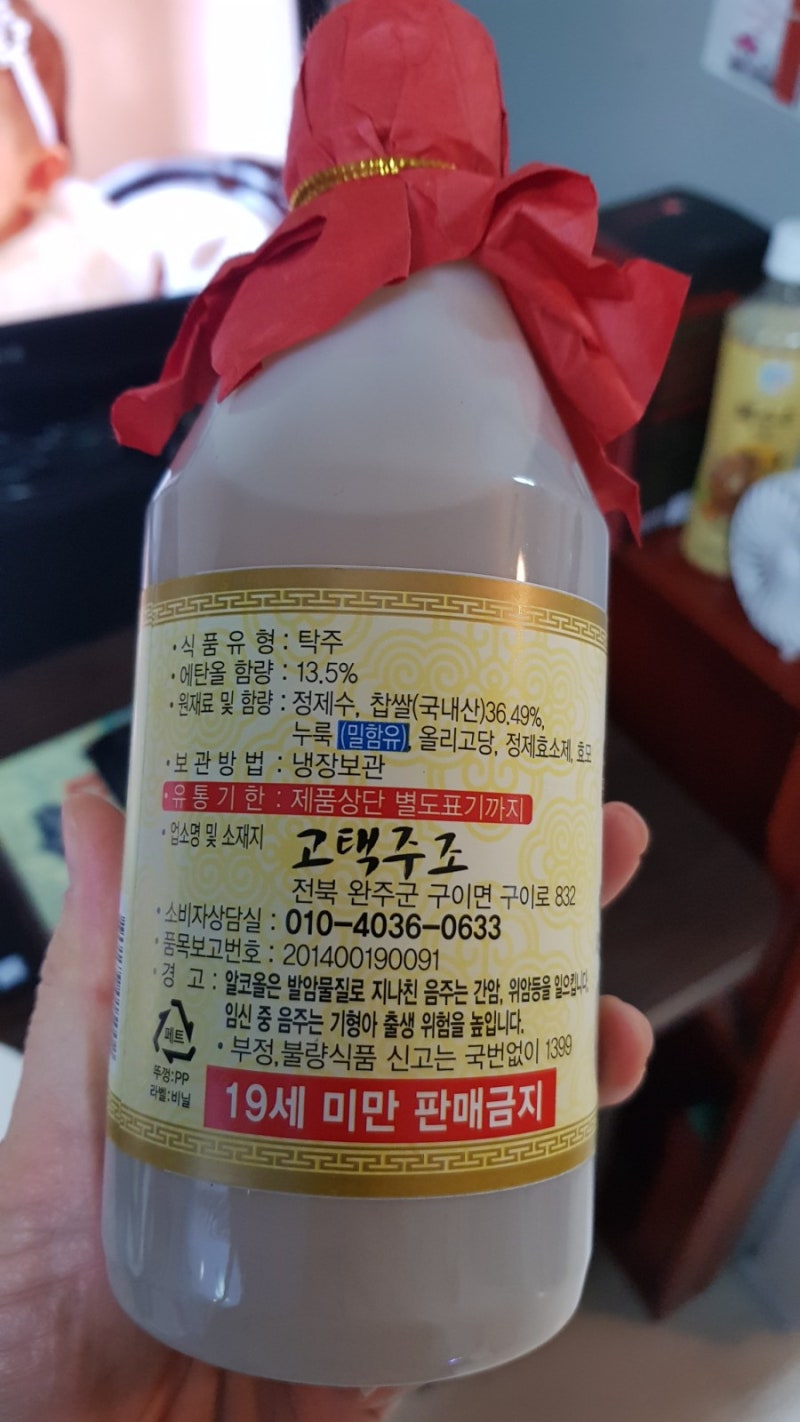 ·식품유형 : 탁주
·에탄올 함량 : 13.5%
·원재료 및 함량 : 정제수, 찹쌀(국내산)36.49%,
누룩(밀함유), 올리고당, 정제효소제, 효모
·보관방법 : 냉장보관
·유통기한 : 제품상단 별도표기까지
·업소명 및 소재지
고택주조
전북 완주군 구이면 구이로 832
·소비자상담실 : 010-4036-0633
·품목보고번호 : 201400190091
·경고 : 알코올은 발암물질로 지나친 음주는 간암, 위암등을 일으킵니다.
임신 중 음주는 기형아 출생 위험을 높입니다.
·부정,불량식품 신고는 국번없이 1399
페트
뚜껑:PP
라벨:비닐
19세 미만 판매금지